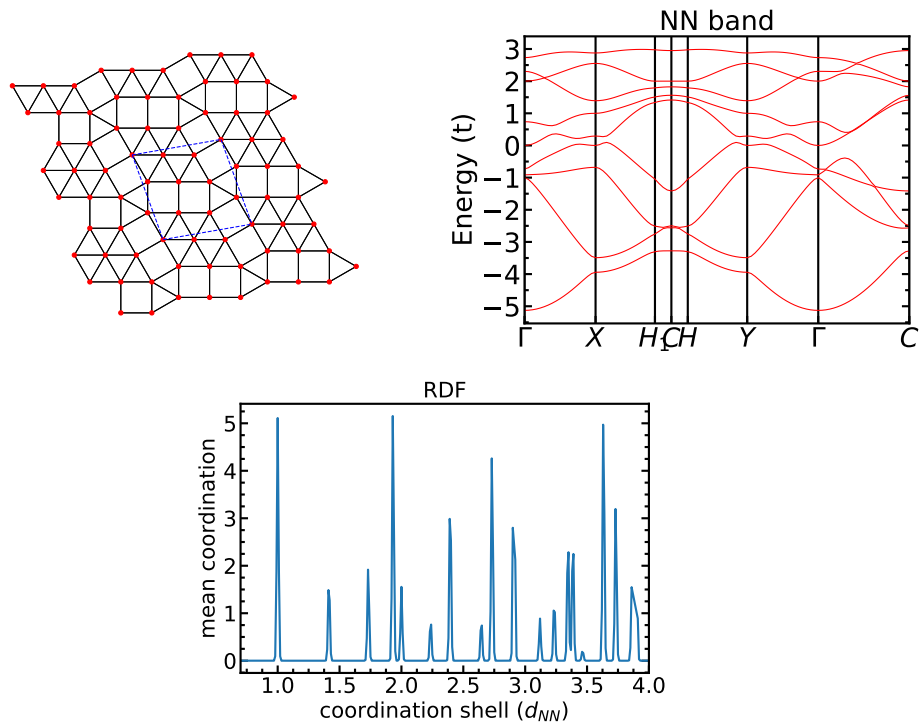 NN band
Energy (t)
3
2
1
0
−1
−2
−3
−4
−5
Γ X H₁ C H Y Γ C
RDF
mean coordination
5
4
3
2
1
0
1.0 1.5 2.0 2.5 3.0 3.5 4.0
coordination shell (d_NN)